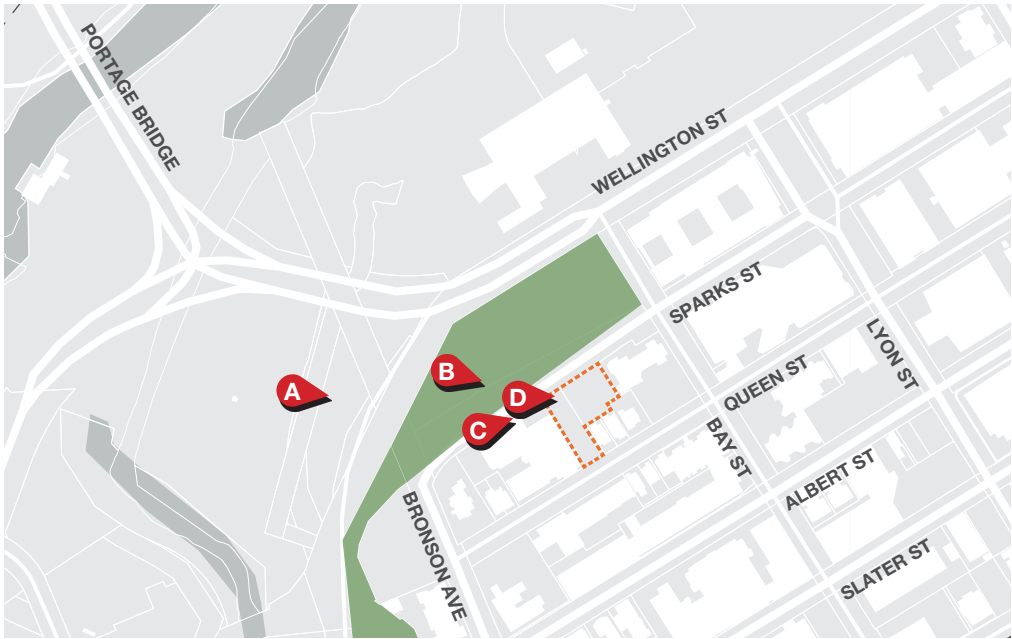 PORTAGE BRIDGE
WELLINGTON ST
SPARKS ST
LYON ST
QUEEN ST
A
B
D
C
BAY ST
ALBERT ST
BRONSON AVE
SLATER ST